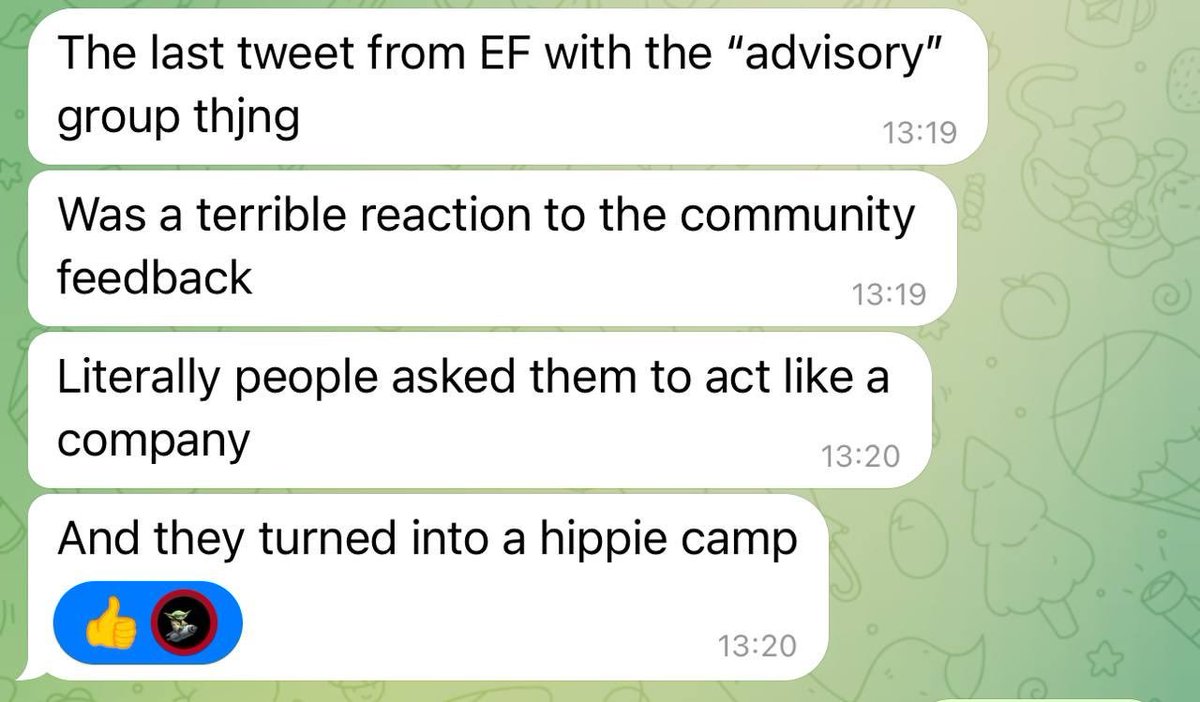 The last tweet from EF with the “advisory”
group thjng
13:19
Was a terrible reaction to the community
feedback
13:19
Literally people asked them to act like a
company
13:20
And they turned into a hippie camp
13:20